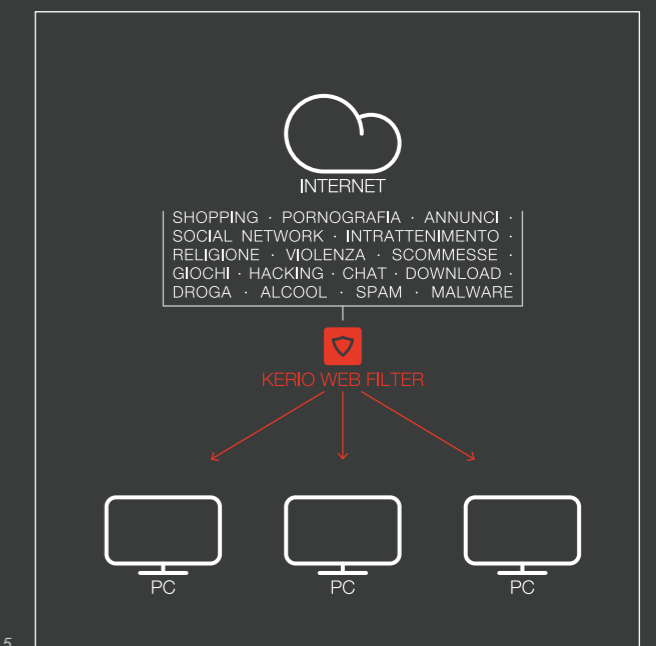 INTERNET
SHOPPING · PORNOGRAFIA · ANNUNCI ·
SOCIAL NETWORK · INTRATTENIMENTO ·
RELIGIONE · VIOLENZA · SCOMMESSE ·
GIOCHI · HACKING · CHAT · DOWNLOAD ·
DROGA · ALCOOL · SPAM · MALWARE
KERIO WEB FILTER
PC PC PC
5